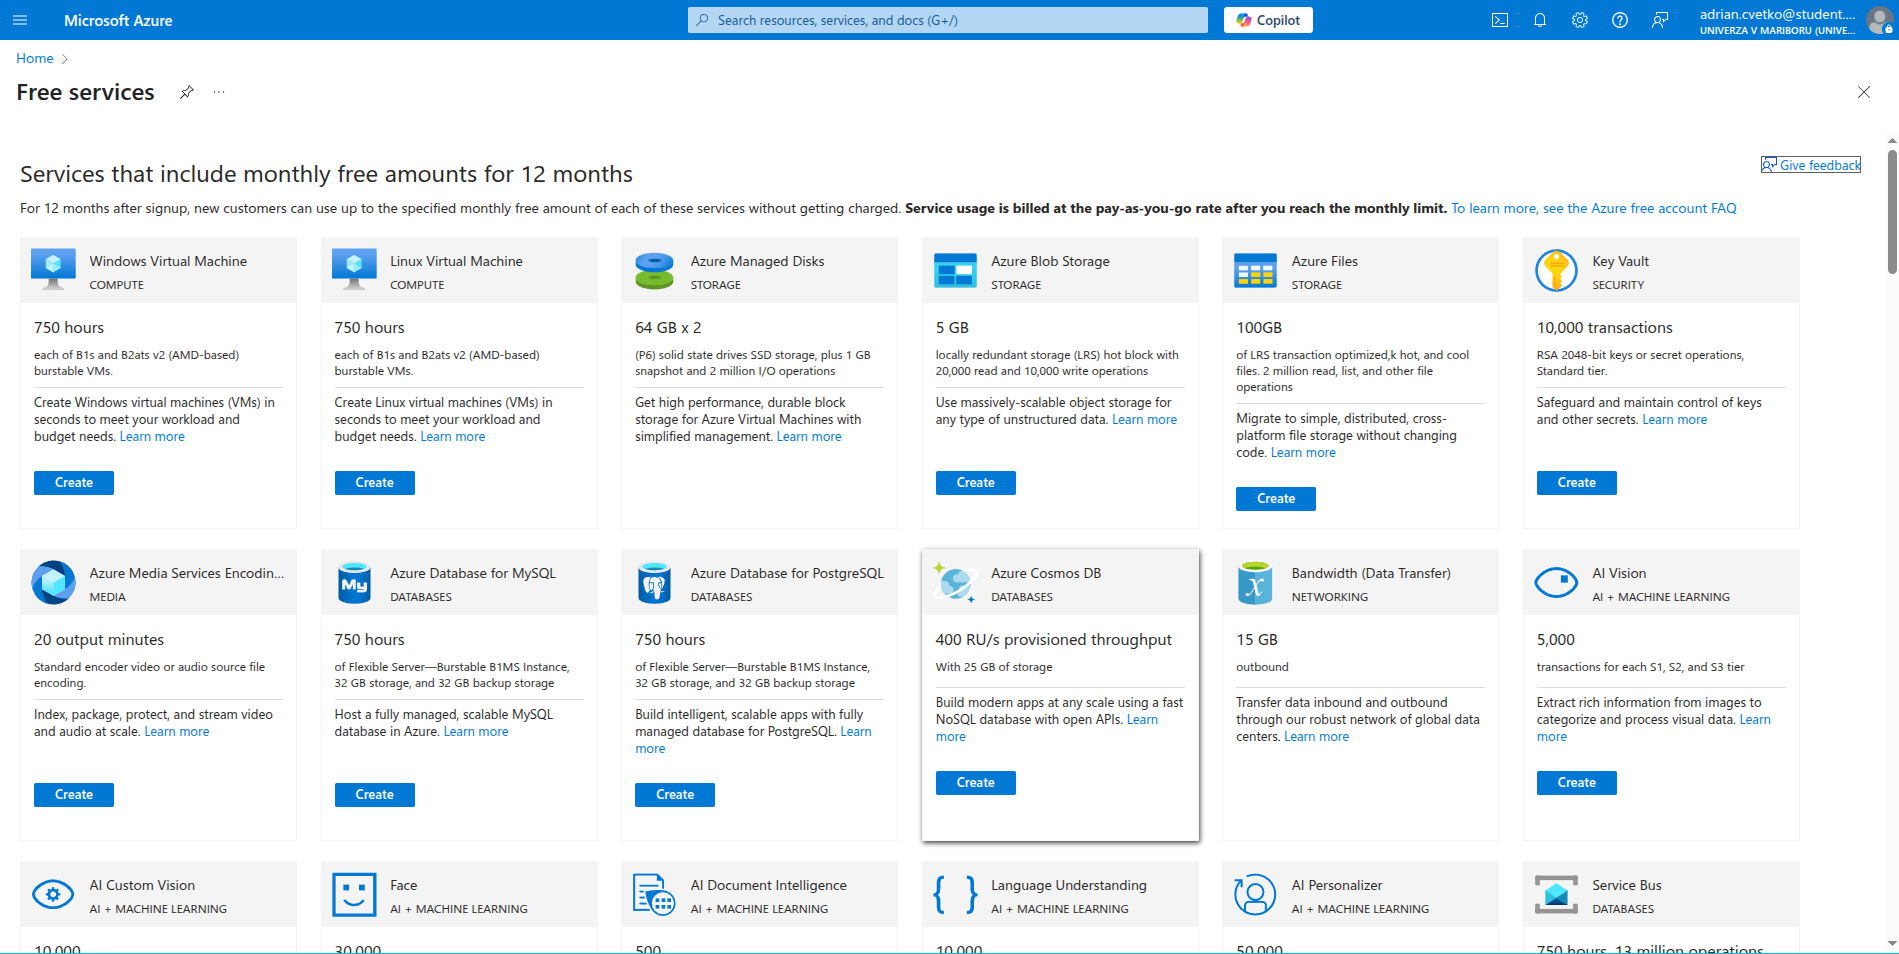 Microsoft Azure
Search resources, services, and docs (G+/)
Copilot
adrian.cvetko@student....
UNIVERZA V MARIBORU (UNIVE...
Home
Free services
Give feedback
Services that include monthly free amounts for 12 months
For 12 months after signup, new customers can use up to the specified monthly free amount of each of these services without getting charged. Service usage is billed at the pay-as-you-go rate after you reach the monthly limit. To learn more, see the Azure free account FAQ
Windows Virtual Machine
COMPUTE
750 hours
each of B1s and B2ats v2 (AMD-based)
burstable VMs.
Create Windows virtual machines (VMs) in
seconds to meet your workload and
budget needs. Learn more
Create
Linux Virtual Machine
COMPUTE
750 hours
each of B1s and B2ats v2 (AMD-based)
burstable VMs.
Create Linux virtual machines (VMs) in
seconds to meet your workload and
budget needs. Learn more
Create
Azure Managed Disks
STORAGE
64 GB x 2
(P6) solid state drives SSD storage, plus 1 GB
snapshot and 2 million I/O operations
Get high performance, durable block
storage for Azure Virtual Machines with
simplified management. Learn more
Azure Blob Storage
STORAGE
5 GB
locally redundant storage (LRS) hot block with
20,000 read and 10,000 write operations
Use massively-scalable object storage for
any type of unstructured data. Learn more
Create
Azure Files
STORAGE
100GB
of LRS transaction optimized,k hot, and cool
files. 2 million read, list, and other file
operations
Migrate to simple, distributed, cross-
platform file storage without changing
code. Learn more
Create
Key Vault
SECURITY
10,000 transactions
RSA 2048-bit keys or secret operations,
Standard tier.
Safeguard and maintain control of keys
and other secrets. Learn more
Create
Azure Media Services Encodin...
MEDIA
20 output minutes
Standard encoder video or audio source file
encoding.
Index, package, protect, and stream video
and audio at scale. Learn more
Create
My
Azure Database for MySQL
DATABASES
750 hours
of Flexible Server—Burstable B1MS Instance,
32 GB storage, and 32 GB backup storage
Host a fully managed, scalable MySQL
database in Azure. Learn more
Create
Azure Database for PostgreSQL
DATABASES
750 hours
of Flexible Server—Burstable B1MS Instance,
32 GB storage, and 32 GB backup storage
Build intelligent, scalable apps with fully
managed database for PostgreSQL. Learn
more
Create
Azure Cosmos DB
DATABASES
400 RU/s provisioned throughput
With 25 GB of storage
Build modern apps at any scale using a fast
NoSQL database with open APIs. Learn
more
Create
Bandwidth (Data Transfer)
NETWORKING
15 GB
outbound
Transfer data inbound and outbound
through our robust network of global data
centers. Learn more
AI Vision
AI + MACHINE LEARNING
5,000
transactions for each S1, S2, and S3 tier
Extract rich information from images to
categorize and process visual data. Learn
more
Create
AI Custom Vision
AI + MACHINE LEARNING
10,000
Face
AI + MACHINE LEARNING
30,000
AI Document Intelligence
AI + MACHINE LEARNING
500
Language Understanding
AI + MACHINE LEARNING
10,000
AI Personalizer
AI + MACHINE LEARNING
50,000
Service Bus
DATABASES
750 hours, 13 million operations